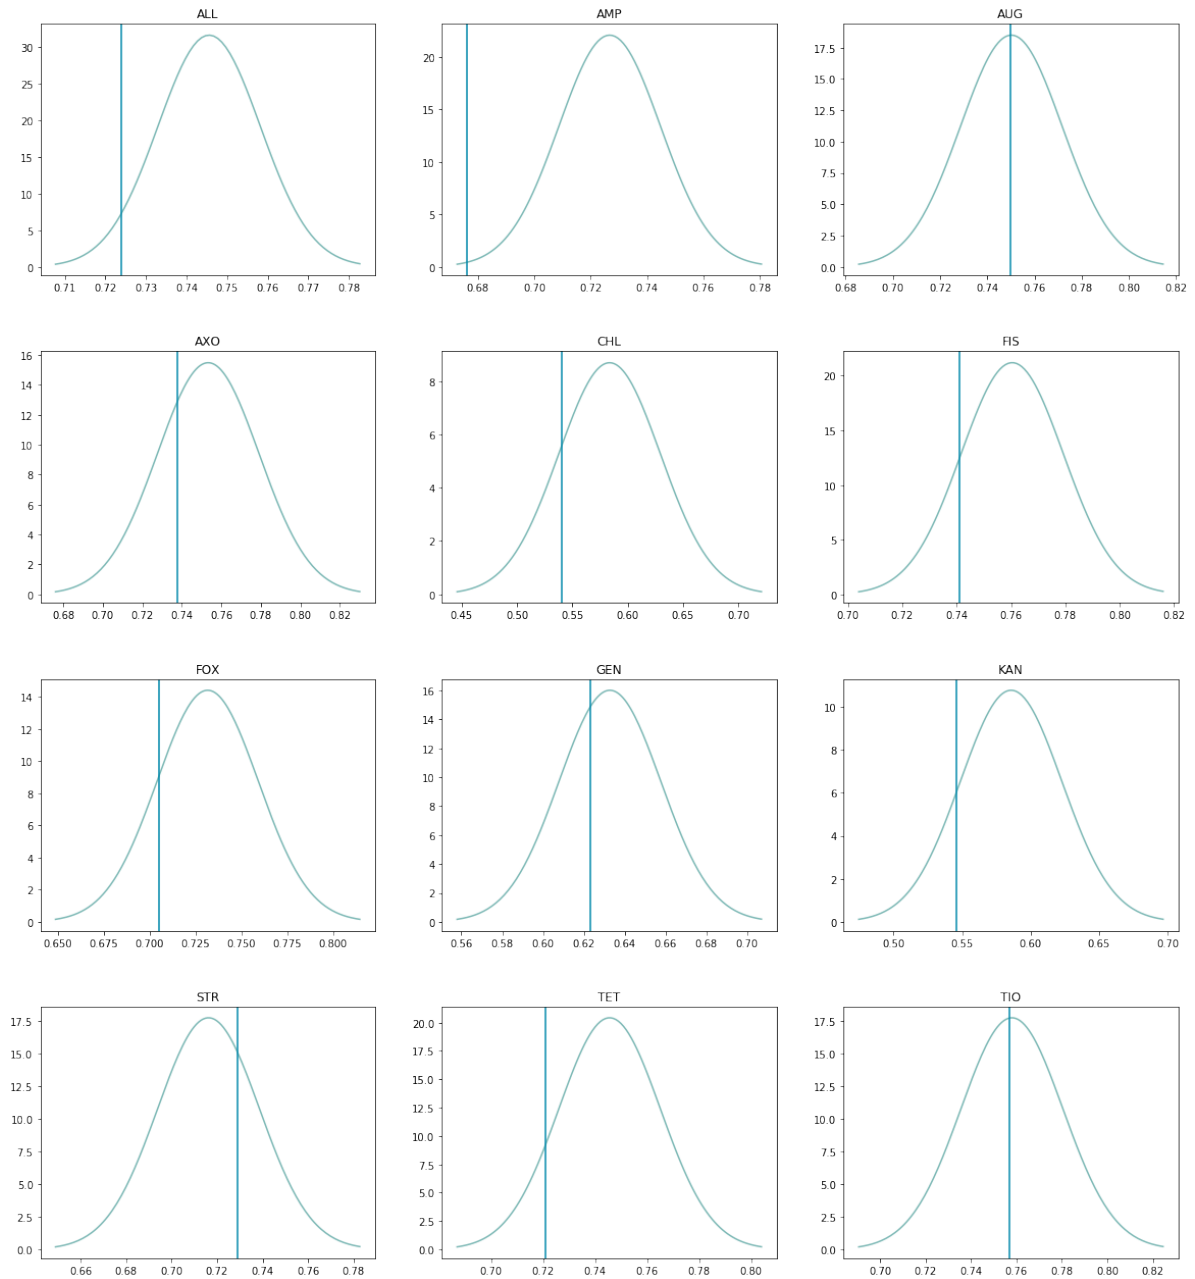 ALL AMP AUG
30 20 17.5
25 15.0
20 15 12.5
15 10 10.0
10 7.5
5 5 5.0
2.5
0 0 0.0
0.71 0.72 0.73 0.74 0.75 0.76 0.77 0.78 0.68 0.70 0.72 0.74 0.76 0.78 0.68 0.70 0.72 0.74 0.76 0.78 0.80 0.82
AXO CHL FIS
16 8 20
14
12 6 15
10
8 4 10
6
4 2 5
2
0 0 0
0.68 0.70 0.72 0.74 0.76 0.78 0.80 0.82 0.45 0.50 0.55 0.60 0.65 0.70 0.70 0.72 0.74 0.76 0.78 0.80 0.82
FOX GEN KAN
14 16 10
12 14
10 12 8
8 10 6
6 8
4 6 4
2 4 2
2
0 0 0
0.650 0.675 0.700 0.725 0.750 0.775 0.800 0.56 0.58 0.60 0.62 0.64 0.66 0.68 0.70 0.50 0.55 0.60 0.65 0.70
STR TET TIO
17.5 20.0 17.5
15.0 17.5 15.0
12.5 15.0 12.5
10.0 12.5 10.0
7.5 10.0 7.5
5.0 7.5 5.0
2.5 5.0 2.5
2.5
0.0 0.0 0.0
0.66 0.68 0.70 0.72 0.74 0.76 0.78 0.70 0.72 0.74 0.76 0.78 0.80 0.70 0.72 0.74 0.76 0.78 0.80 0.82